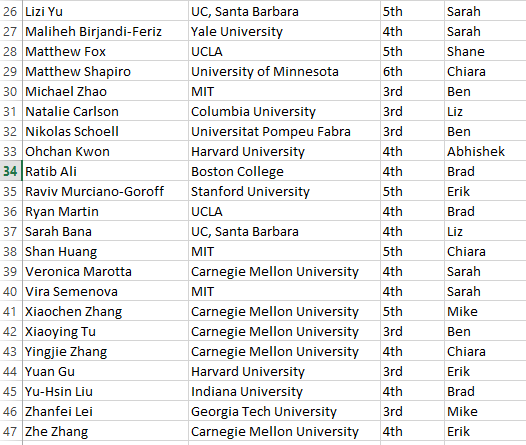 26 Lizi Yu UC, Santa Barbara 5th Sarah
27 Maliheh Birjandi-Feriz Yale University 4th Sarah
28 Matthew Fox UCLA 5th Shane
29 Matthew Shapiro University of Minnesota 6th Chiara
30 Michael Zhao MIT 3rd Ben
31 Natalie Carlson Columbia University 3rd Liz
32 Nikolas Schoell Universitat Pompeu Fabra 3rd Ben
33 Ohchan Kwon Harvard University 4th Abhishek
34 Ratib Ali Boston College 4th Brad
35 Raviv Murciano-Goroff Stanford University 5th Erik
36 Ryan Martin UCLA 4th Brad
37 Sarah Bana UC, Santa Barbara 4th Liz
38 Shan Huang MIT 5th Chiara
39 Veronica Marotta Carnegie Mellon University 4th Sarah
40 Vira Semenova MIT 4th Sarah
41 Xiaochen Zhang Carnegie Mellon University 5th Mike
42 Xiaoying Tu Carnegie Mellon University 3rd Ben
43 Yingjie Zhang Carnegie Mellon University 4th Chiara
44 Yuan Gu Harvard University 3rd Erik
45 Yu-Hsin Liu Indiana University 4th Brad
46 Zhanfei Lei Georgia Tech University 3rd Mike
47 Zhe Zhang Carnegie Mellon University 4th Erik